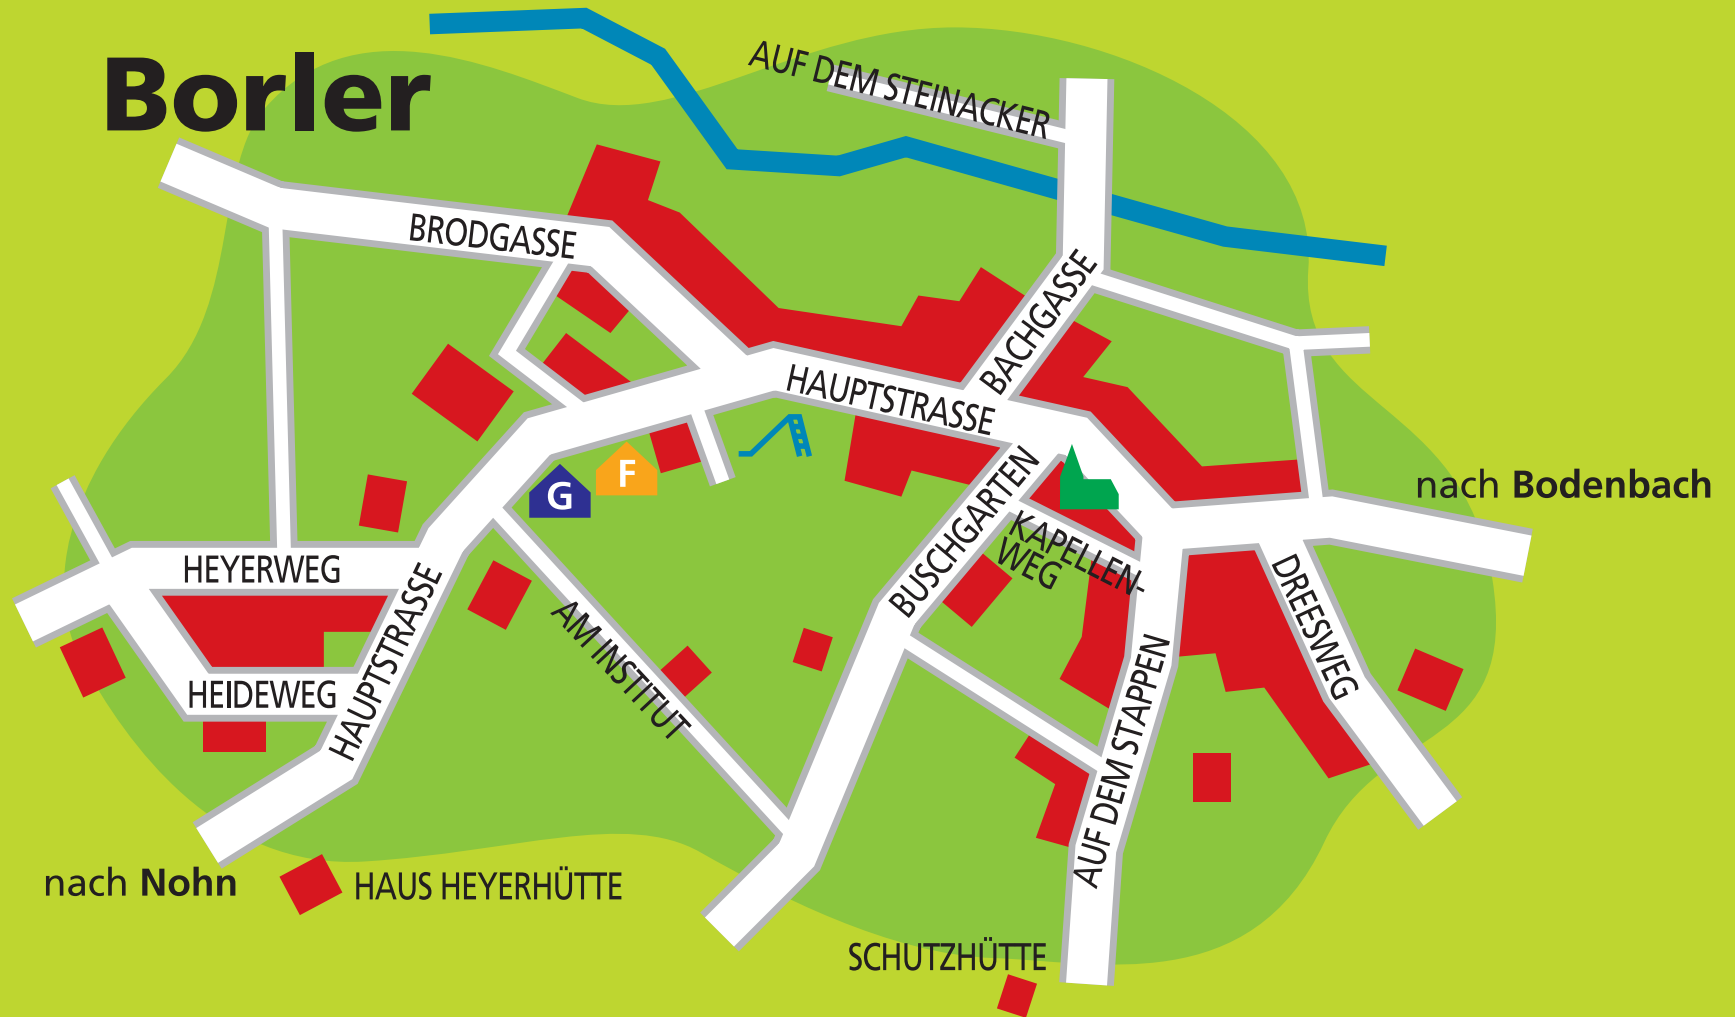 Borler
AUF DEM STEINACKER
BRODGASSE
BACHGASSE
HAUPTSTRASSE
nach Bodenbach
G
F
BUSCHGARTEN
KAPELLEN-
WEG
HEYERWEG
HEIDEWEG
HAUPTSTRASSE
AM INSTITUT
DREESWEG
AUF DEM STAPPEN
nach Nohn
HAUS HEYERHÜTTE
SCHUTZHÜTTE